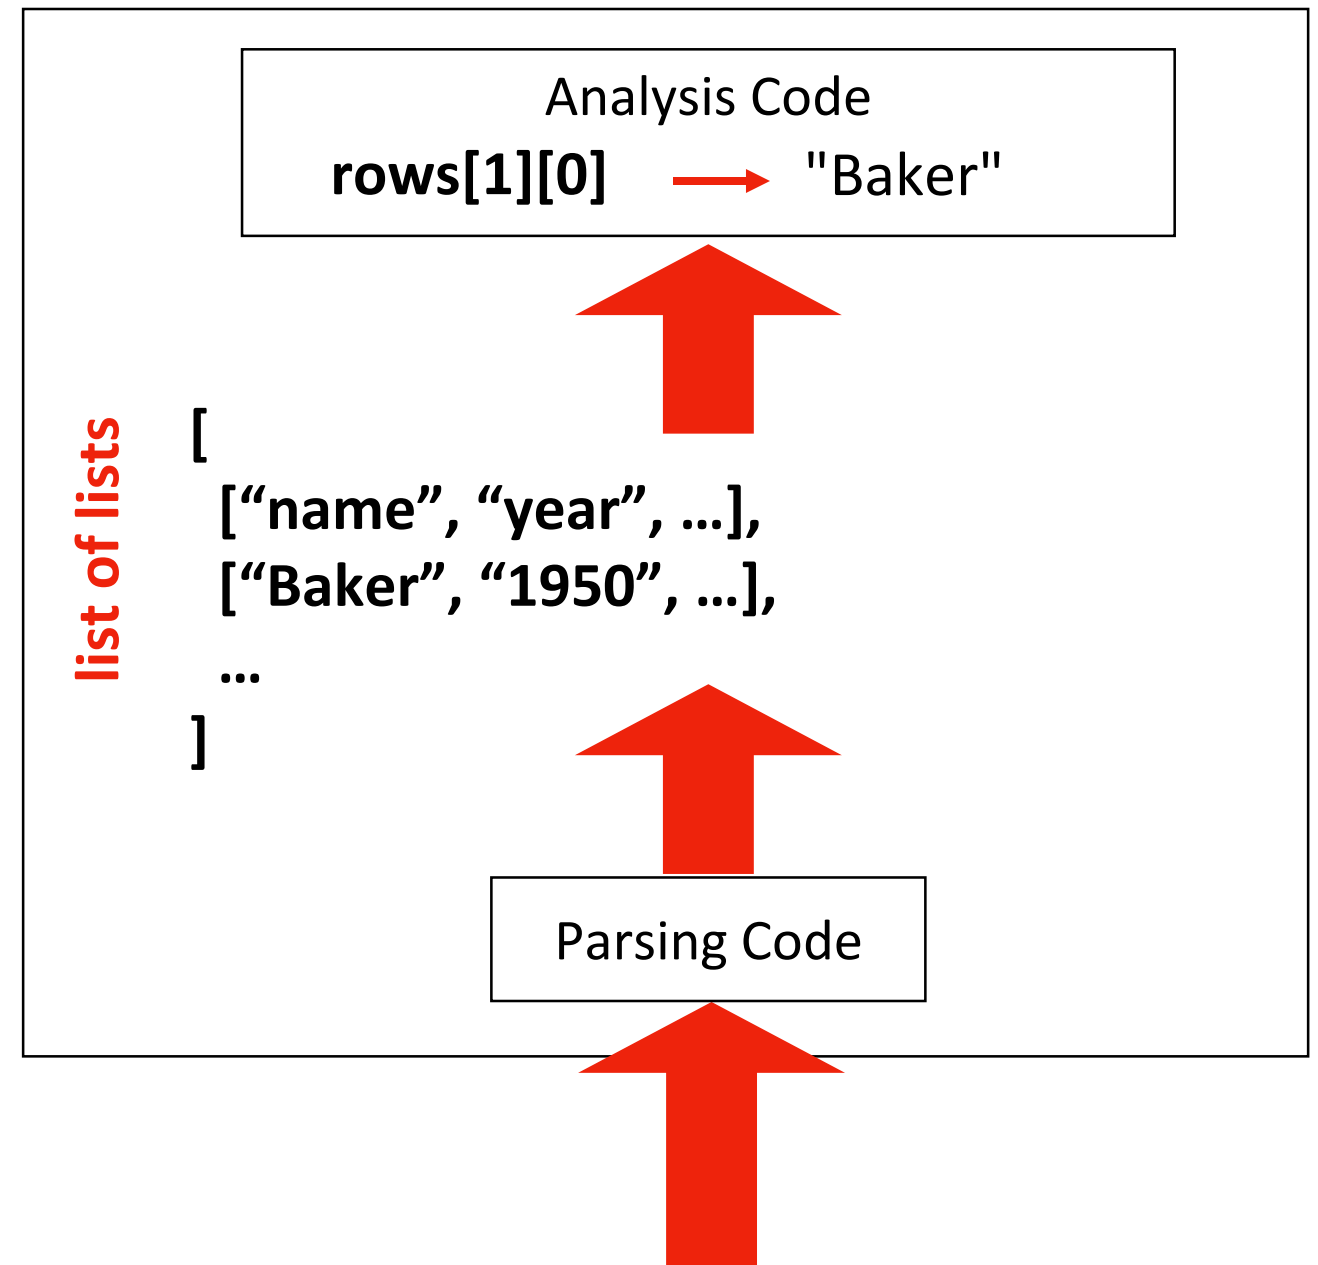 Analysis Code
rows[1][0] "Baker"
list of lists
[
[“name”, “year”, …],
[“Baker”, “1950”, …],
…
]
Parsing Code